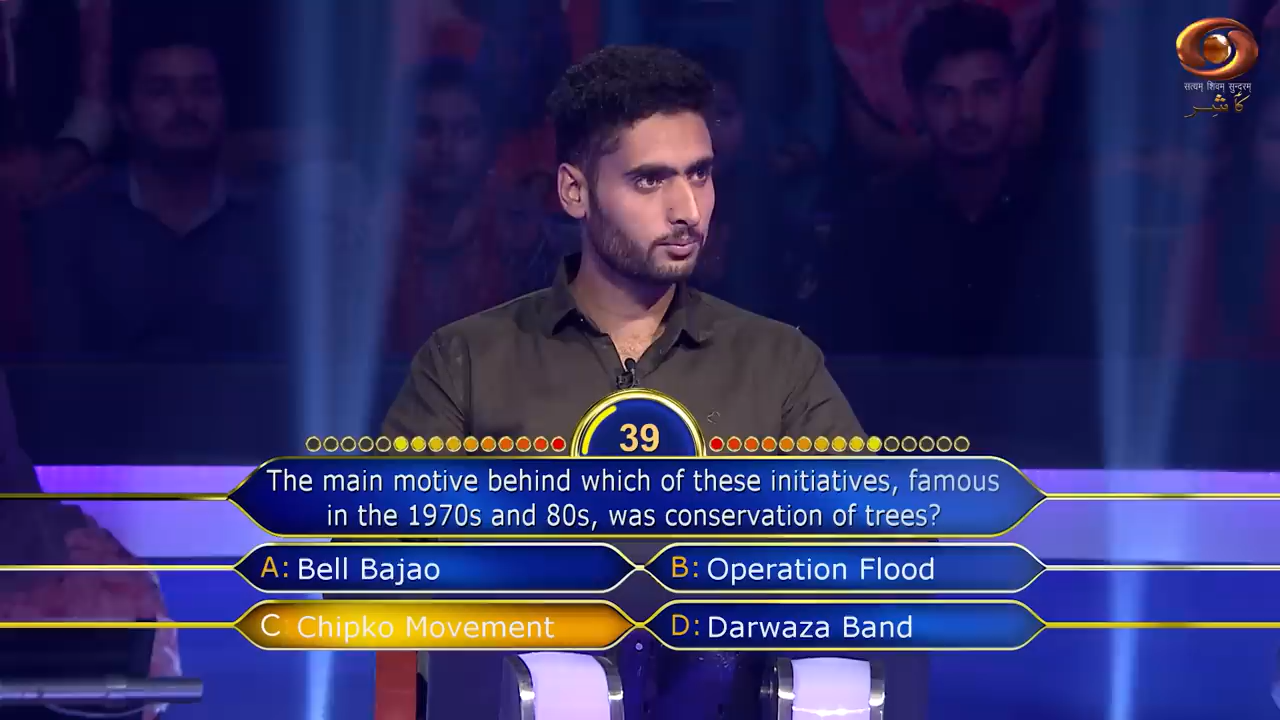 सत्यम् शिवम् सुन्दरम्
كأشِر
39
The main motive behind which of these initiatives, famous
in the 1970s and 80s, was conservation of trees?
A: Bell Bajao
B: Operation Flood
C Chipko Movement
D: Darwaza Band